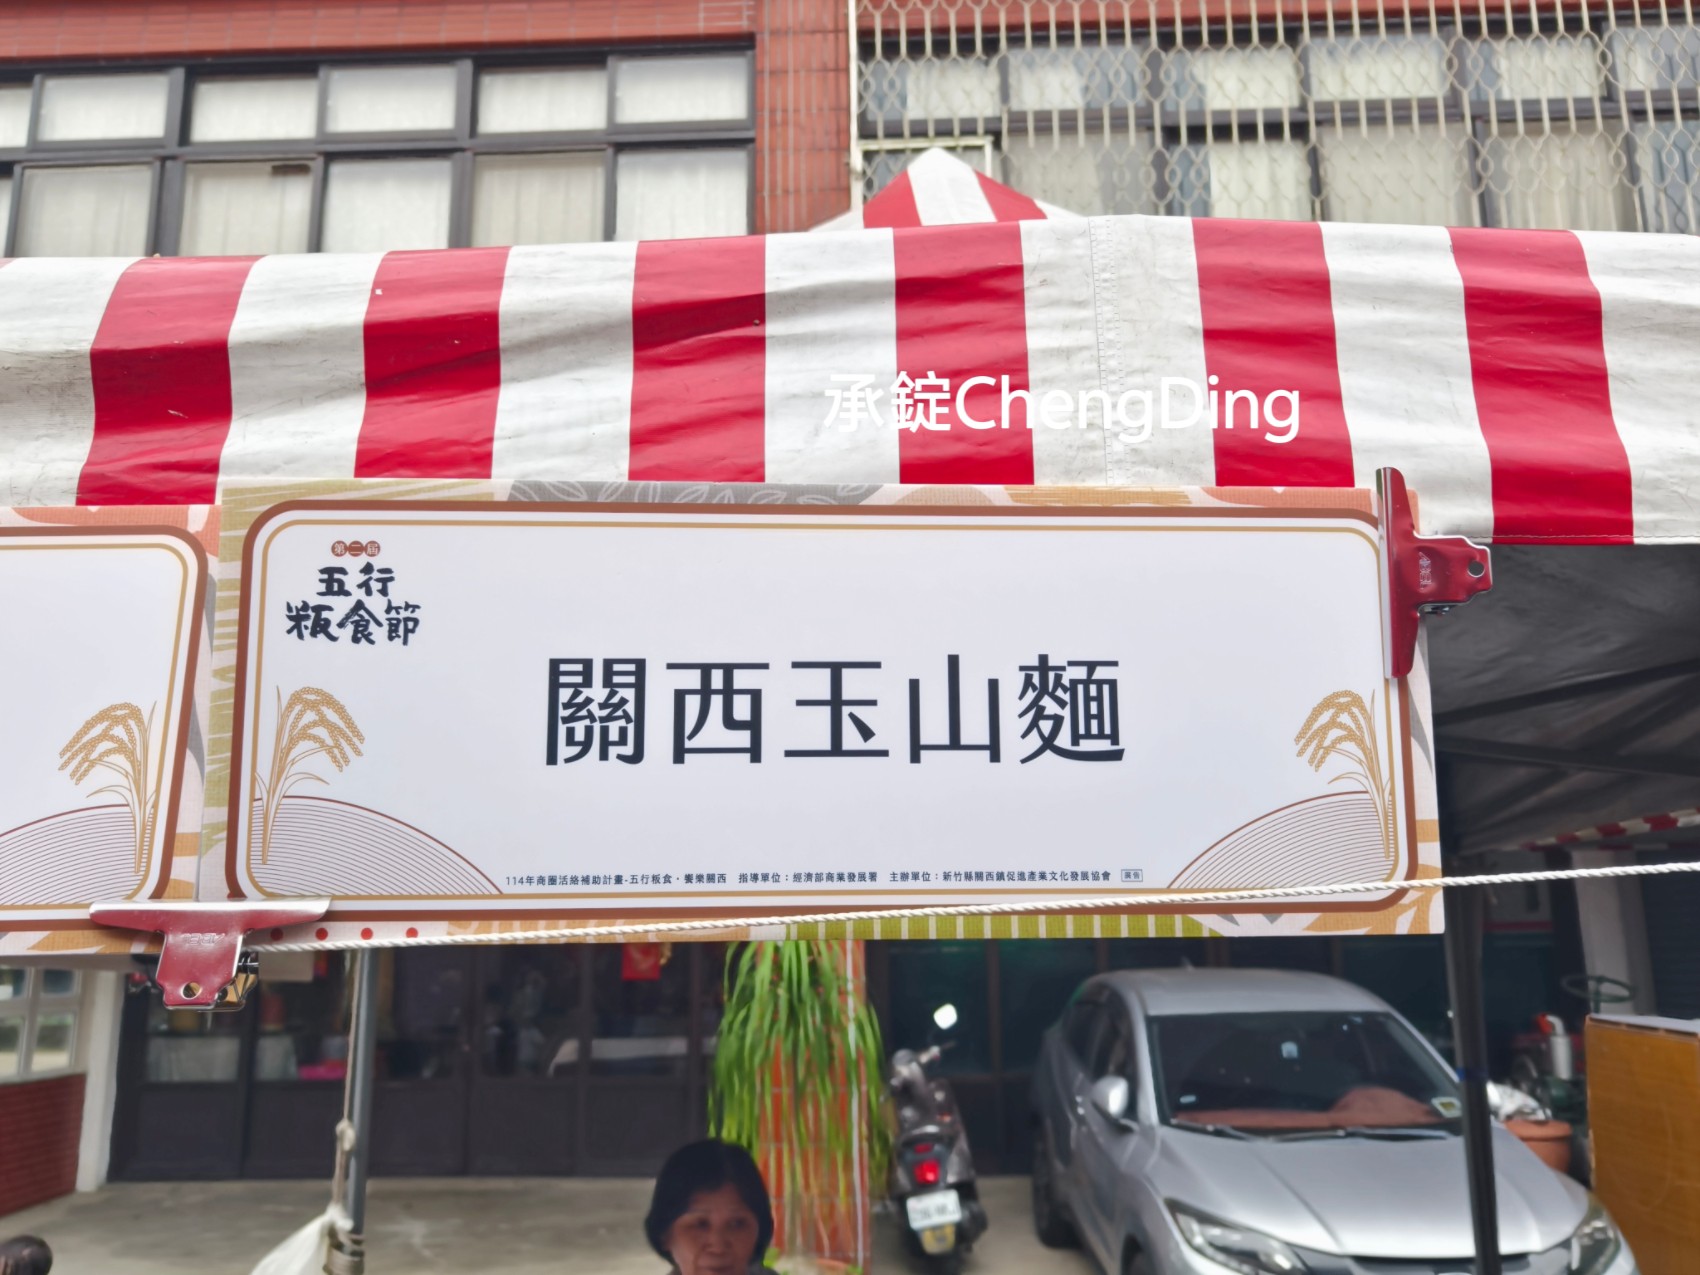 承錠ChengDing
第二屆
五行
粄食節
關西玉山麵
114年商圈活絡補助計畫-五行粄食・饗樂關西 指導單位：經濟部商業發展署 主辦單位：新竹縣關西鎮促進產業文化發展協會 廣告